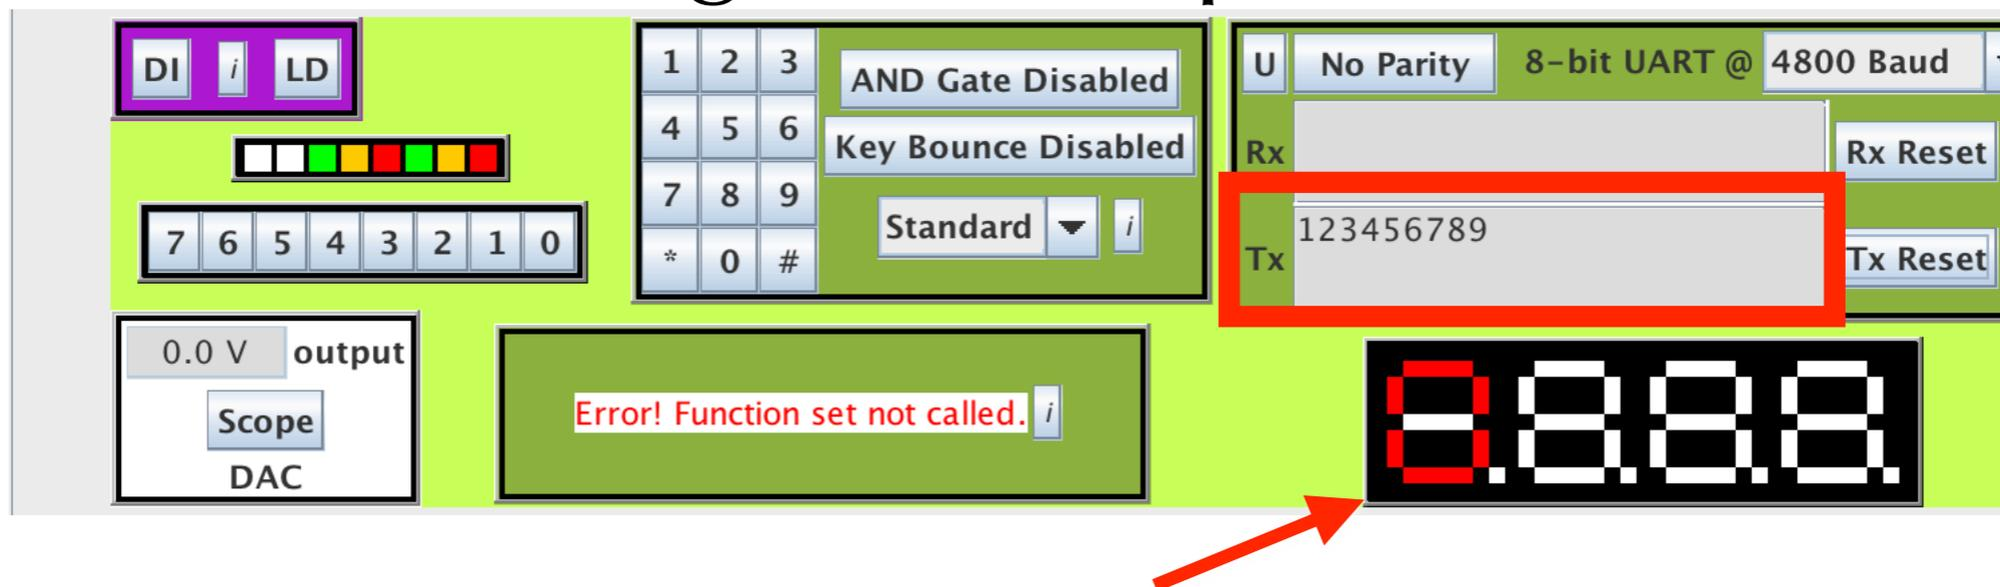 DI i LD
7 6 5 4 3 2 1 0
0.0 V output
Scope
DAC
1 2 3
4 5 6
7 8 9
* 0 #
AND Gate Disabled
Key Bounce Disabled
Standard i
Error! Function set not called. i
U No Parity 8-bit UART @ 4800 Baud
Rx Rx Reset
Tx 123456789 Tx Reset